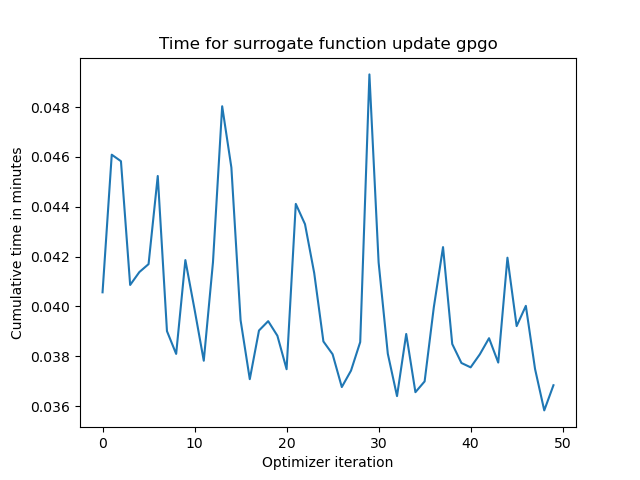 Time for surrogate function update gpgo
Cumulative time in minutes
0.048
0.046
0.044
0.042
0.040
0.038
0.036
0 10 20 30 40 50
Optimizer iteration